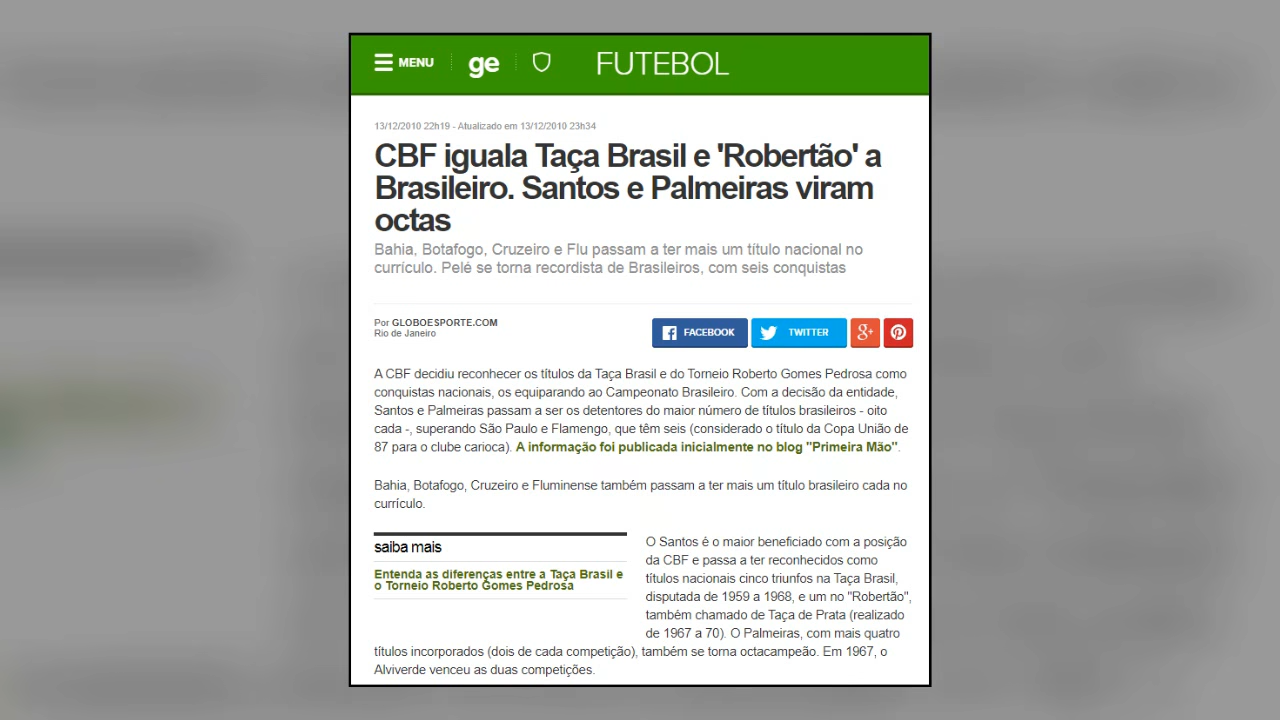 MENU ge FUTEBOL
13/12/2010 22h19 - Atualizado em 13/12/2010 23h34
CBF iguala Taça Brasil e 'Robertão' a
Brasileiro. Santos e Palmeiras viram
octas
Bahia, Botafogo, Cruzeiro e Flu passam a ter mais um título nacional no
currículo. Pelé se torna recordista de Brasileiros, com seis conquistas
Por GLOBOESPORTE.COM
Rio de Janeiro
FACEBOOK TWITTER g+
A CBF decidiu reconhecer os títulos da Taça Brasil e do Torneio Roberto Gomes Pedrosa como
conquistas nacionais, os equiparando ao Campeonato Brasileiro. Com a decisão da entidade,
Santos e Palmeiras passam a ser os detentores do maior número de títulos brasileiros - oito
cada -, superando São Paulo e Flamengo, que têm seis (considerado o título da Copa União de
87 para o clube carioca). A informação foi publicada inicialmente no blog "Primeira Mão".
Bahia, Botafogo, Cruzeiro e Fluminense também passam a ter mais um título brasileiro cada no
currículo.
saiba mais
Entenda as diferenças entre a Taça Brasil e
o Torneio Roberto Gomes Pedrosa
O Santos é o maior beneficiado com a posição
da CBF e passa a ter reconhecidos como
títulos nacionais cinco triunfos na Taça Brasil,
disputada de 1959 a 1968, e um no "Robertão",
também chamado de Taça de Prata (realizado
de 1967 a 70). O Palmeiras, com mais quatro
títulos incorporados (dois de cada competição), também se torna octacampeão. Em 1967, o
Alviverde venceu as duas competições.